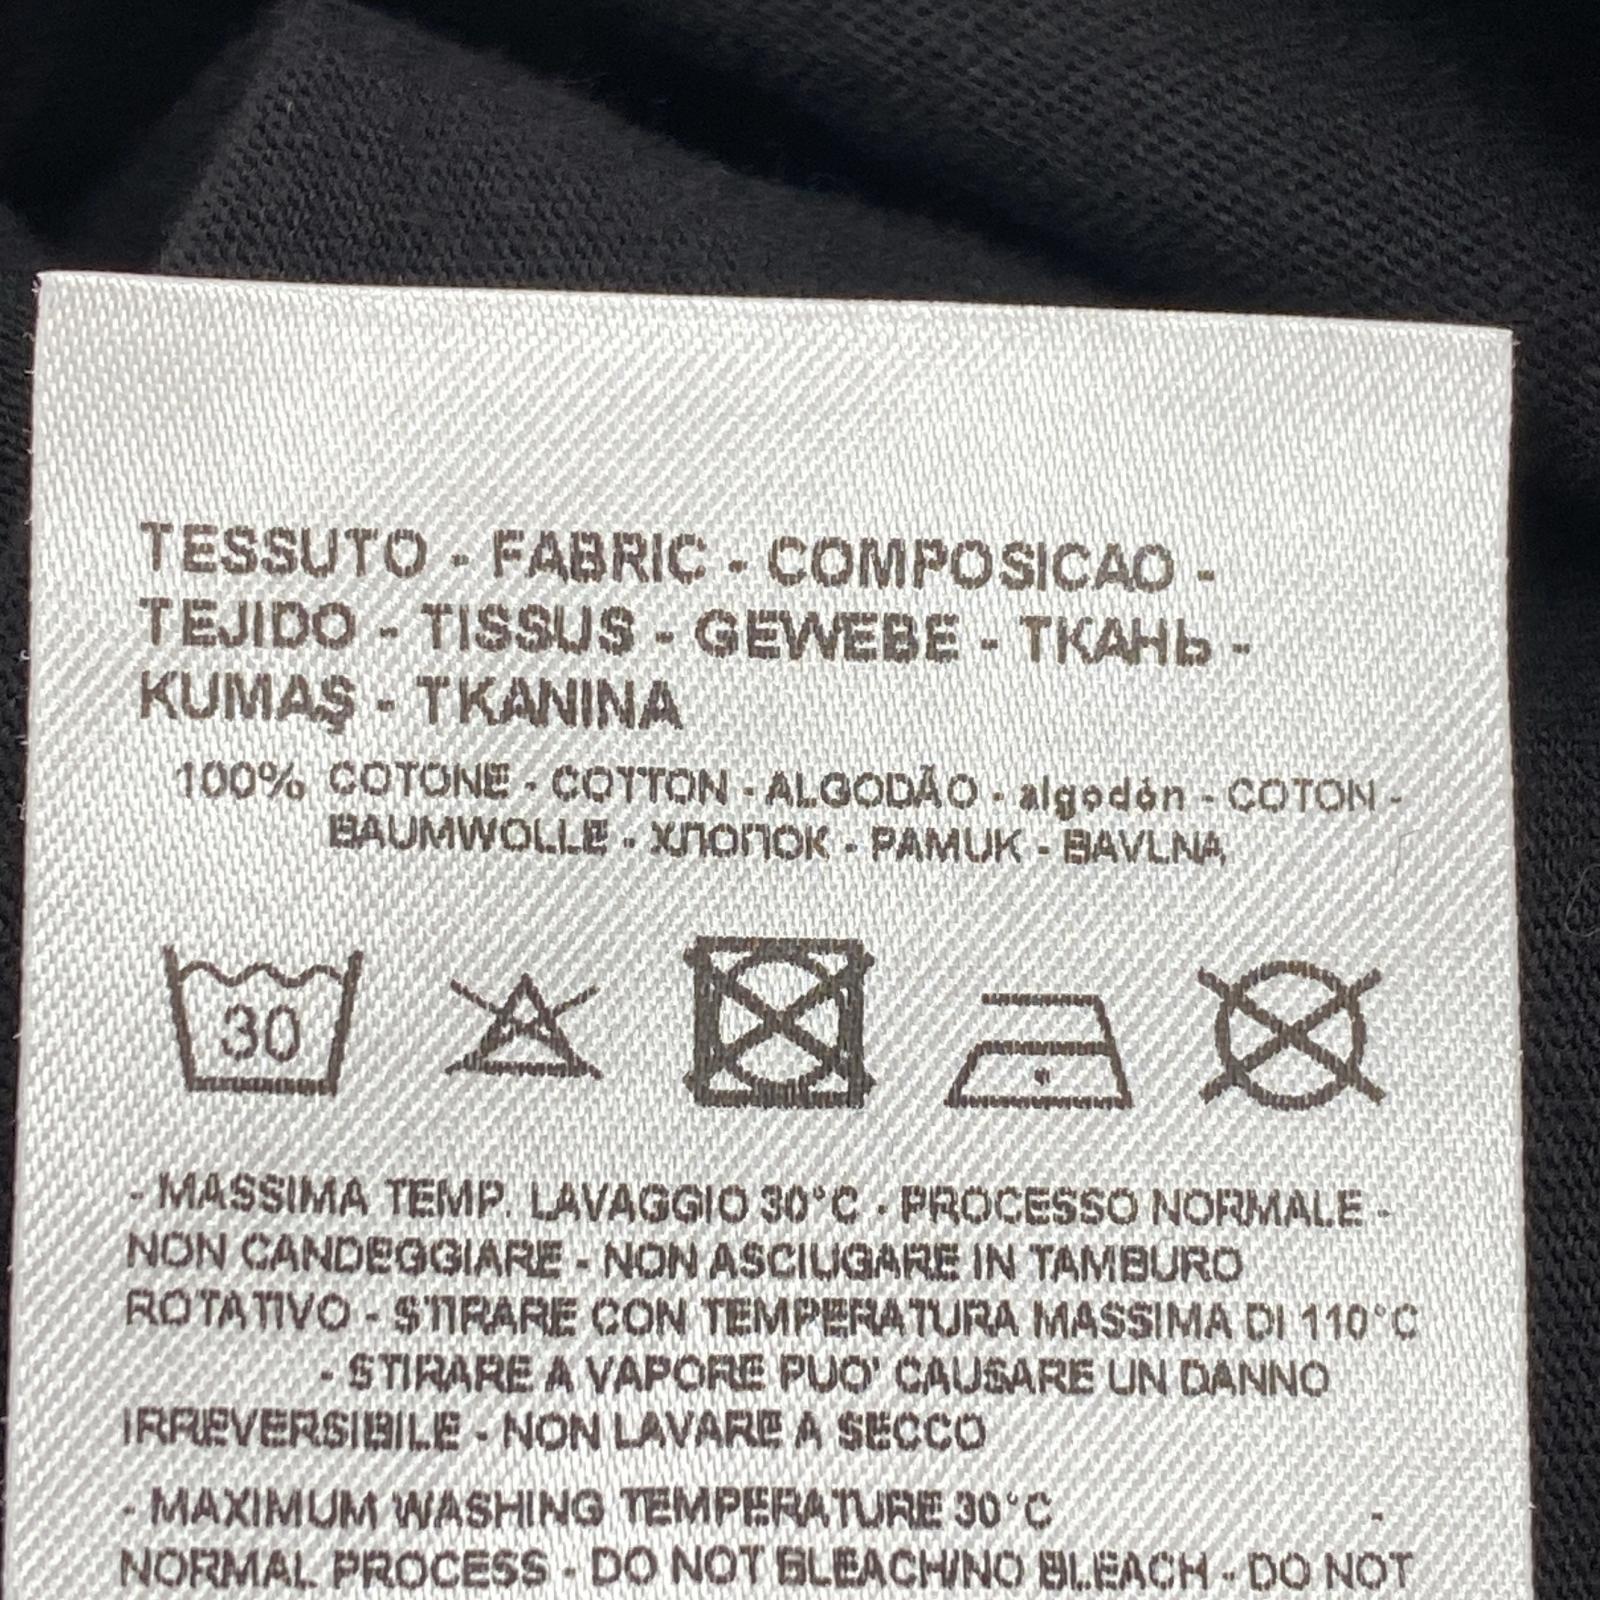 TESSUTO - FABRIC - COMPOSICAO -
TEJIDO - TISSUS - GEWEBE - ТКАНЬ -
KUMAŞ - TKANINA
100% COTONE - COTTON - ALGODÃO - algodón - COTON -
BAUMWOLLE - ХЛОПОК - PAMUK - BAVLNA
30
- MASSIMA TEMP. LAVAGGIO 30°C - PROCESSO NORMALE -
NON CANDEGGIARE - NON ASCIUGARE IN TAMBURO
ROTATIVO - STIRARE CON TEMPERATURA MASSIMA DI 110°C
- STIRARE A VAPORE PUO' CAUSARE UN DANNO
IRREVERSIBILE - NON LAVARE A SECCO
- MAXIMUM WASHING TEMPERATURE 30°C -
NORMAL PROCESS - DO NOT BLEACH/NO BLEACH - DO NOT